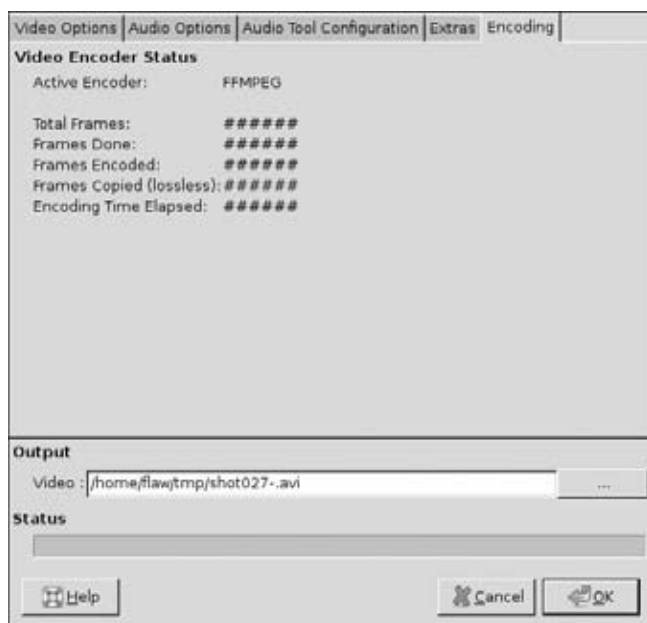 Video Options Audio Options Audio Tool Configuration Extras Encoding
Video Encoder Status
Active Encoder: FFMPEG
Total Frames: ######
Frames Done: ######
Frames Encoded: ######
Frames Copied (lossless): ######
Encoding Time Elapsed: ######
Output
Video : /home/flaw/tmp/shot027-.avi ...
Status
Help Cancel OK